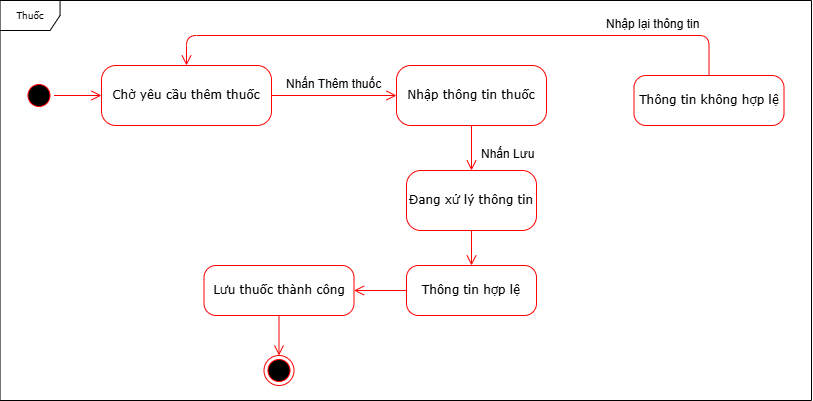 Thuốc
Nhập lại thông tin
Chờ yêu cầu thêm thuốc
Nhấn Thêm thuốc
Nhập thông tin thuốc
Thông tin không hợp lệ
Nhấn Lưu
Đang xử lý thông tin
Lưu thuốc thành công
Thông tin hợp lệ